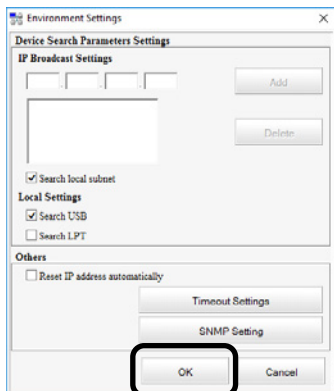 Environment Settings
Device Search Parameters Settings
IP Broadcast Settings
Add
Delete
Search local subnet
Local Settings
Search USB
Search LPT
Others
Reset IP address automatically
Timeout Settings
SNMP Setting
OK Cancel